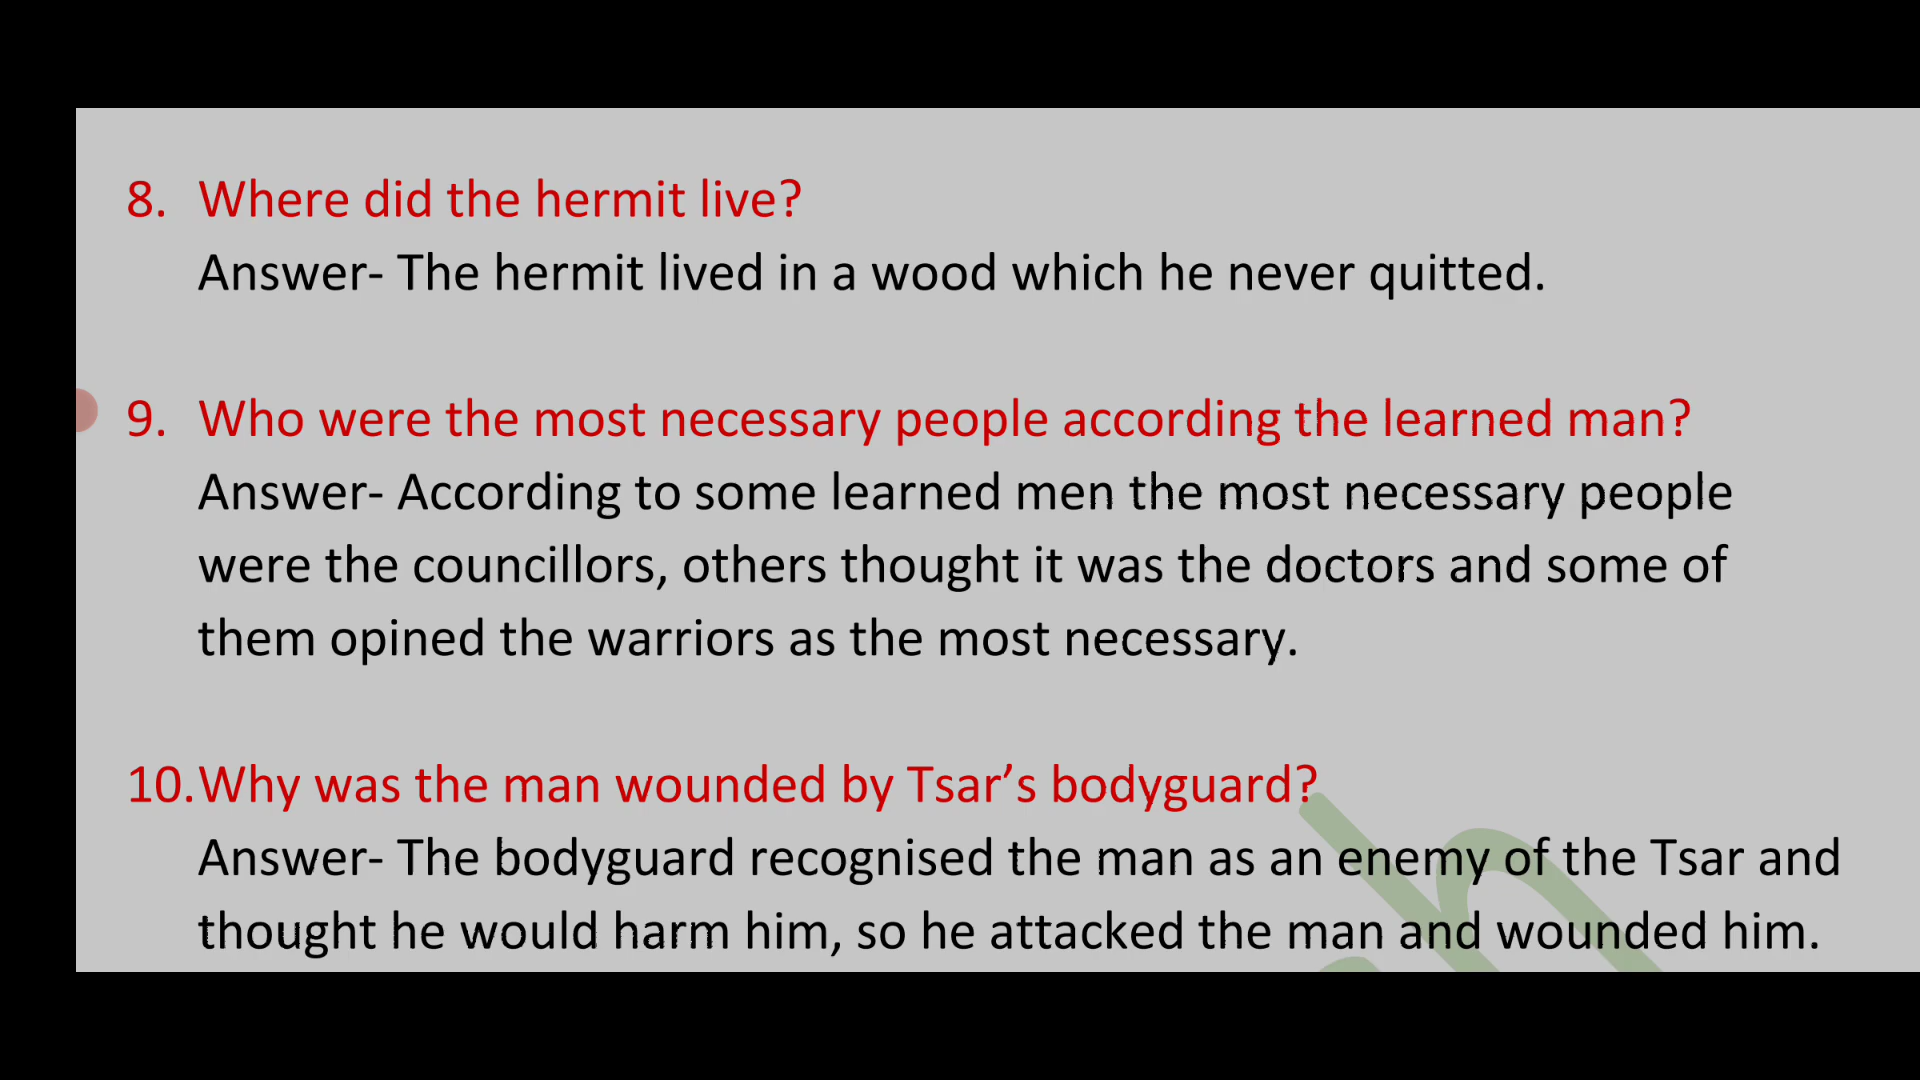 8. Where did the hermit live?
Answer- The hermit lived in a wood which he never quitted.
9. Who were the most necessary people according the learned man?
Answer- According to some learned men the most necessary people
were the councillors, others thought it was the doctors and some of
them opined the warriors as the most necessary.
10. Why was the man wounded by Tsar’s bodyguard?
Answer- The bodyguard recognised the man as an enemy of the Tsar and
thought he would harm him, so he attacked the man and wounded him.